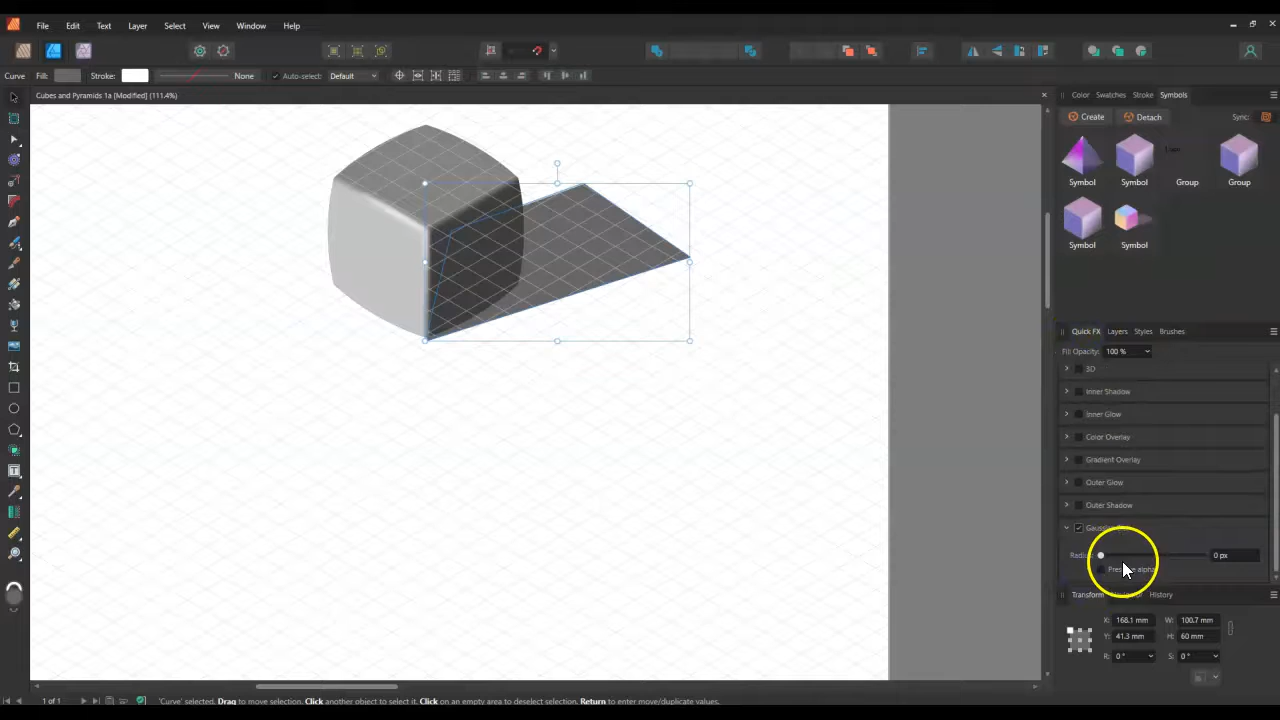 File Edit Text Layer Select View Window Help
Curve Fill: Stroke: None Auto-select: Default
Cubes and Pyramids 1a [Modified] (111.4%)
Color Swatches Stroke Symbols
Create Detach Sync:
Symbol Symbol Group Group
Symbol Symbol
Quick FX Layers Styles Brushes
Fill Opacity: 100 %
3D
Inner Shadow
Inner Glow
Color Overlay
Gradient Overlay
Outer Glow
Outer Shadow
Gaussian
Radius 0 px
Preserve alpha
Transform History
X: 168.1 mm W: 100.7 mm
Y: 41.3 mm H: 60 mm
R: 0 ° S: 0 °
1 of 1 'Curve' selected. Drag to move selection. Click another object to select it. Click on an empty area to deselect selection. Return to enter move/duplicate values.